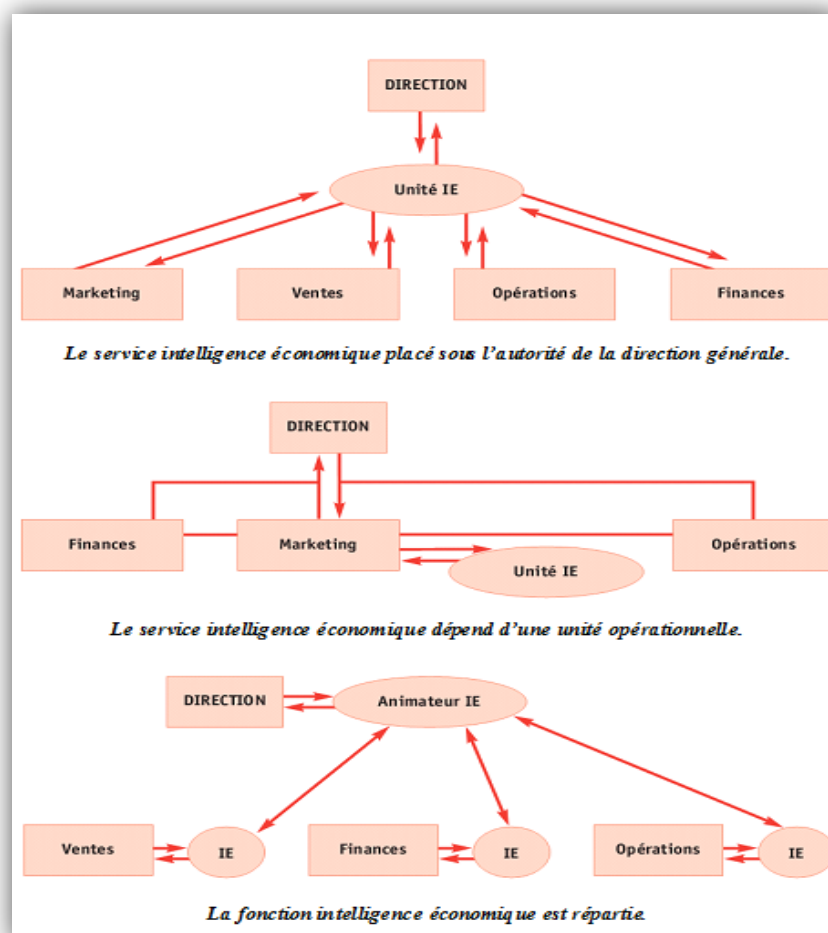 DIRECTION
Unité IE
Marketing Ventes Opérations Finances
Le service intelligence économique placé sous l'autorité de la direction générale.
DIRECTION
Finances Marketing Opérations
Unité IE
Le service intelligence économique dépend d'une unité opérationnelle.
DIRECTION Animateur IE
Ventes IE Finances IE Opérations IE
La fonction intelligence économique est répartie.